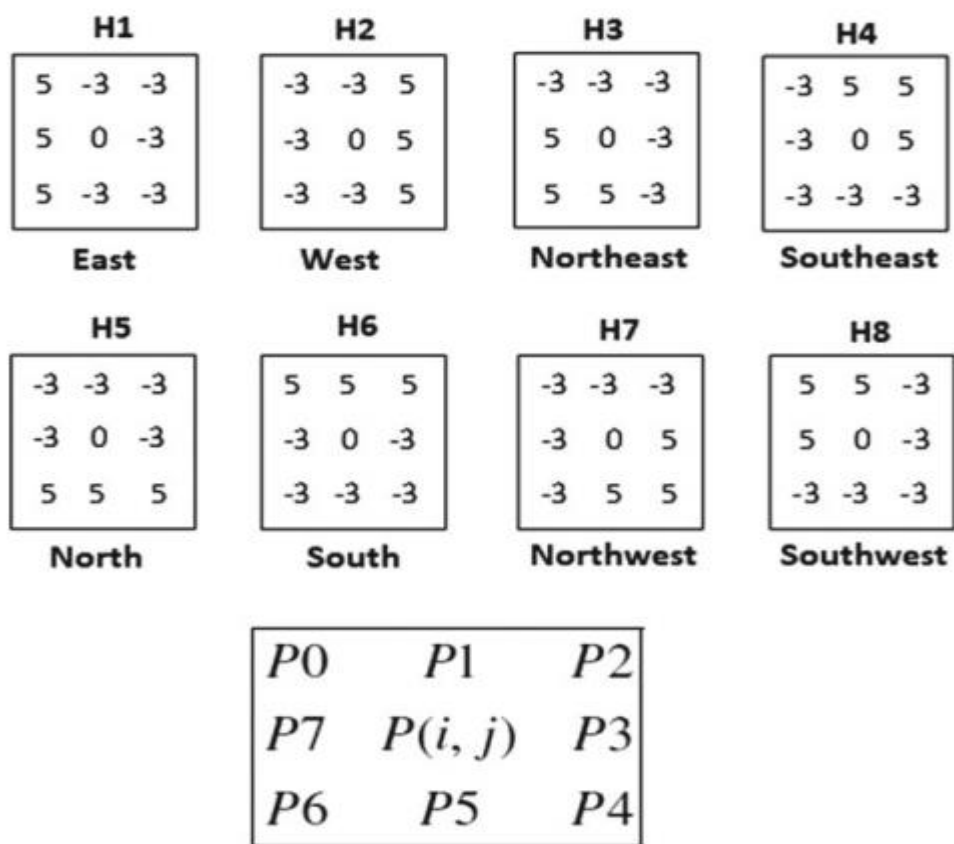 H1 H2 H3 H4
5 -3 -3 -3 -3 5 -3 -3 -3 -3 5 5
5 0 -3 -3 0 5 5 0 -3 -3 0 5
5 -3 -3 -3 -3 5 5 5 -3 -3 -3 -3
East West Northeast Southeast
H5 H6 H7 H8
-3 -3 -3 5 5 5 -3 -3 -3 5 5 -3
-3 0 -3 -3 0 -3 -3 0 5 5 0 -3
5 5 5 -3 -3 -3 -3 5 5 -3 -3 -3
North South Northwest Southwest
P0 P1 P2
P7 P(i, j) P3
P6 P5 P4